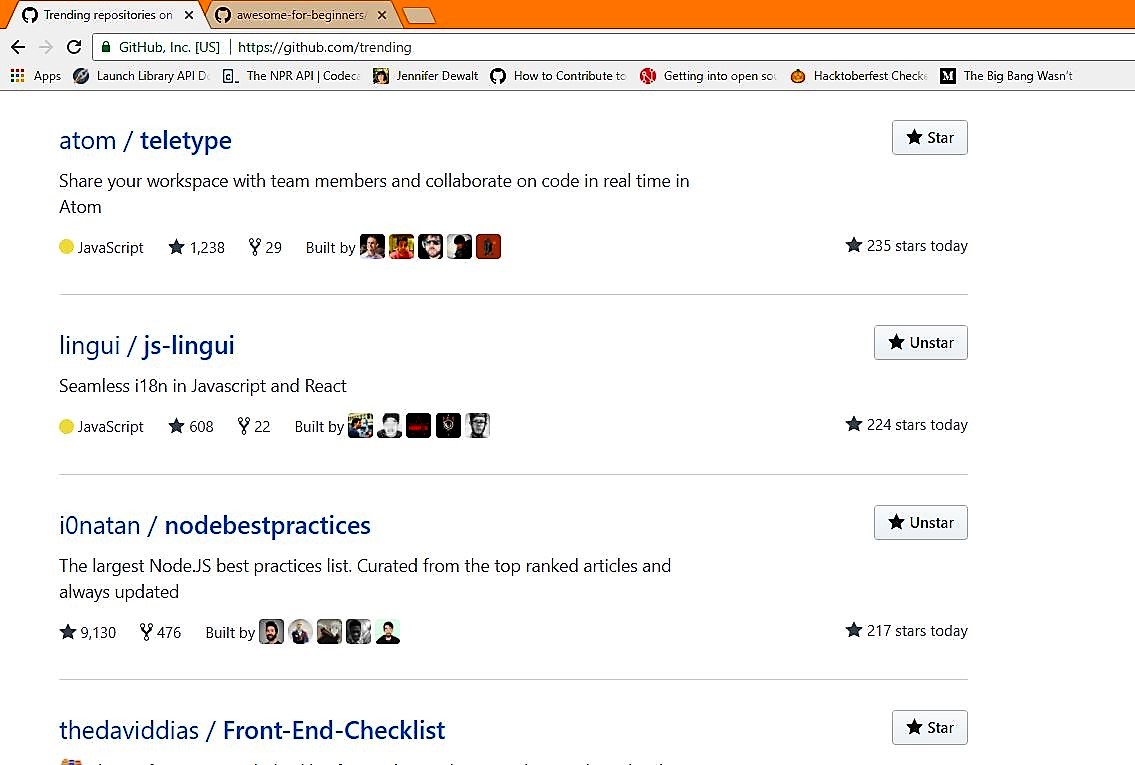 Trending repositories on
awesome-for-beginners/
GitHub, Inc. [US] | https://github.com/trending
Apps Launch Library API Do The NPR API | Codeca Jennifer Dewalt How to Contribute to Getting into open sou Hacktoberfest Checke The Big Bang Wasn't
atom / teletype
Star
Share your workspace with team members and collaborate on code in real time in
Atom
JavaScript 1,238 29 Built by 235 stars today
lingui / js-lingui
Unstar
Seamless i18n in Javascript and React
JavaScript 608 22 Built by 224 stars today
i0natan / nodebestpractices
Unstar
The largest Node.JS best practices list. Curated from the top ranked articles and
always updated
9,130 476 Built by 217 stars today
thedaviddias / Front-End-Checklist
Star